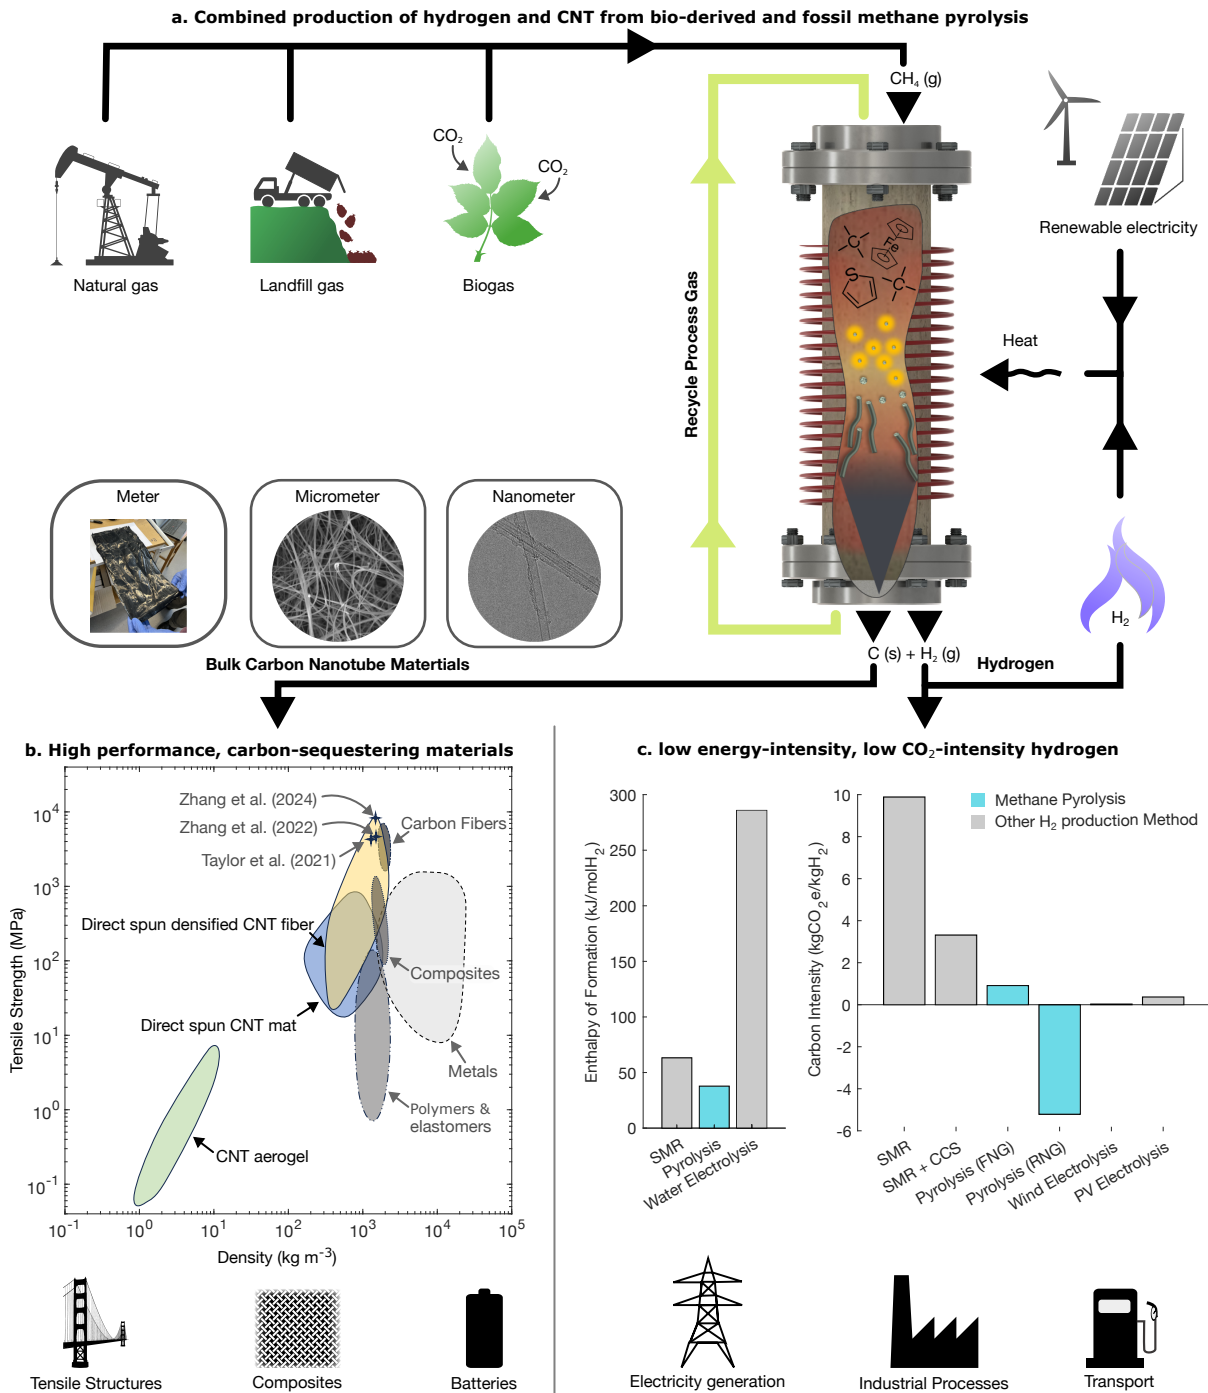 a. Combined production of hydrogen and CNT from bio-derived and fossil methane pyrolysis
CH₄ (g)
CO₂
CO₂
Natural gas
Landfill gas
Biogas
Recycle Process Gas
C
Fe
S
C
Renewable electricity
Heat
H₂
Meter
Micrometer
Nanometer
Bulk Carbon Nanotube Matertials
C (s) + H₂ (g)
Hydrogen
b. High performance, carbon-sequestering materials
Tensile Strength (MPa)
10⁴
10³
10²
10¹
10⁰
10⁻¹
Zhang et al. (2024)
Zhang et al. (2022)
Taylor et al. (2021)
Carbon Fibers
Direct spun densified CNT fiber
Composites
Direct spun CNT mat
Metals
Polymers &
elastomers
CNT aerogel
10⁻¹
10⁰
10¹
10²
10³
10⁴
10⁵
Density (kg m⁻³)
Tensile Structures
Composites
Batteries
c. low energy-intensity, low CO₂-intensity hydrogen
Enthalpy of Formation (kJ/molH₂)
300
250
200
150
100
50
0
SMR
Pyrolysis
Water Electrolysis
Carbon Intensity (kgCO₂e/kgH₂)
10
8
6
4
2
0
-2
-4
-6
Methane Pyrolysis
Other H₂ production Method
SMR
SMR + CCS
Pyrolysis (FNG)
Pyrolysis (RNG)
Wind Electrolysis
PV Electrolysis
Electricity generation
Industrial Processes
Transport